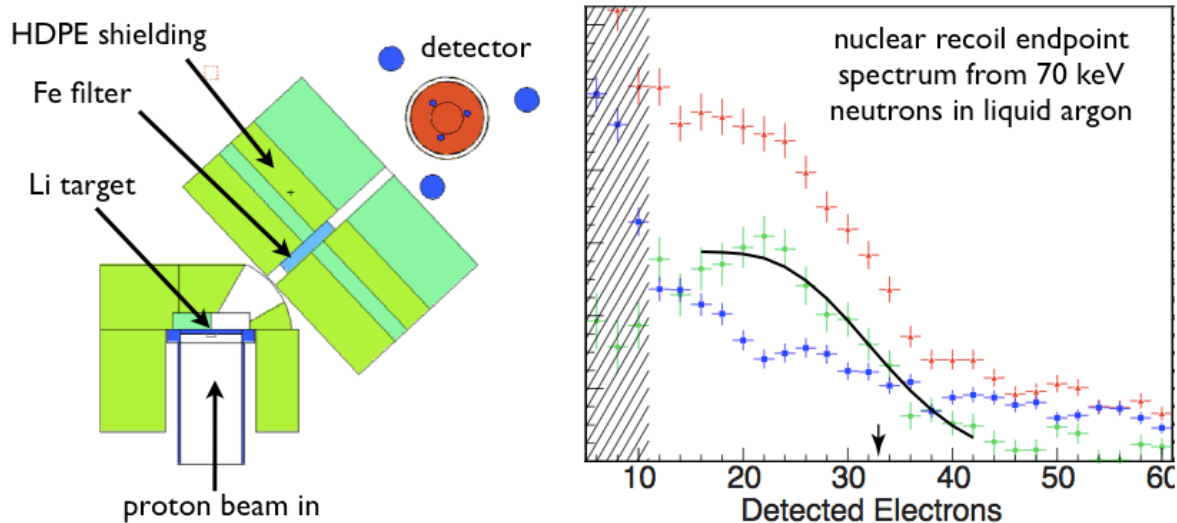 HDPE shielding
Fe filter
Li target
detector
proton beam in
nuclear recoil endpoint
spectrum from 70 keV
neutrons in liquid argon
10 20 30 40 50 60
Detected Electrons